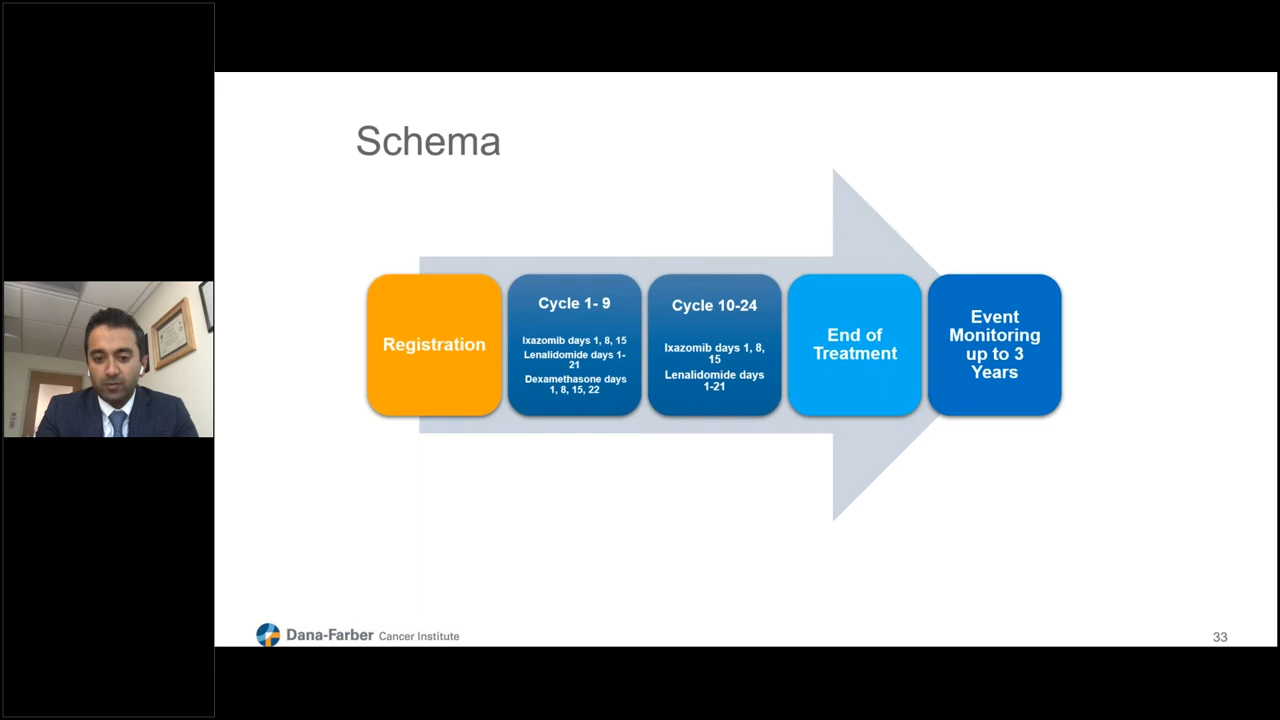 Schema
Registration
Cycle 1- 9
Ixazomib days 1, 8, 15
Lenalidomide days 1-
21
Dexamethasone days
1, 8, 15, 22
Cycle 10-24
Ixazomib days 1, 8,
15
Lenalidomide days
1-21
End of
Treatment
Event
Monitoring
up to 3
Years
Dana-Farber Cancer Institute
33